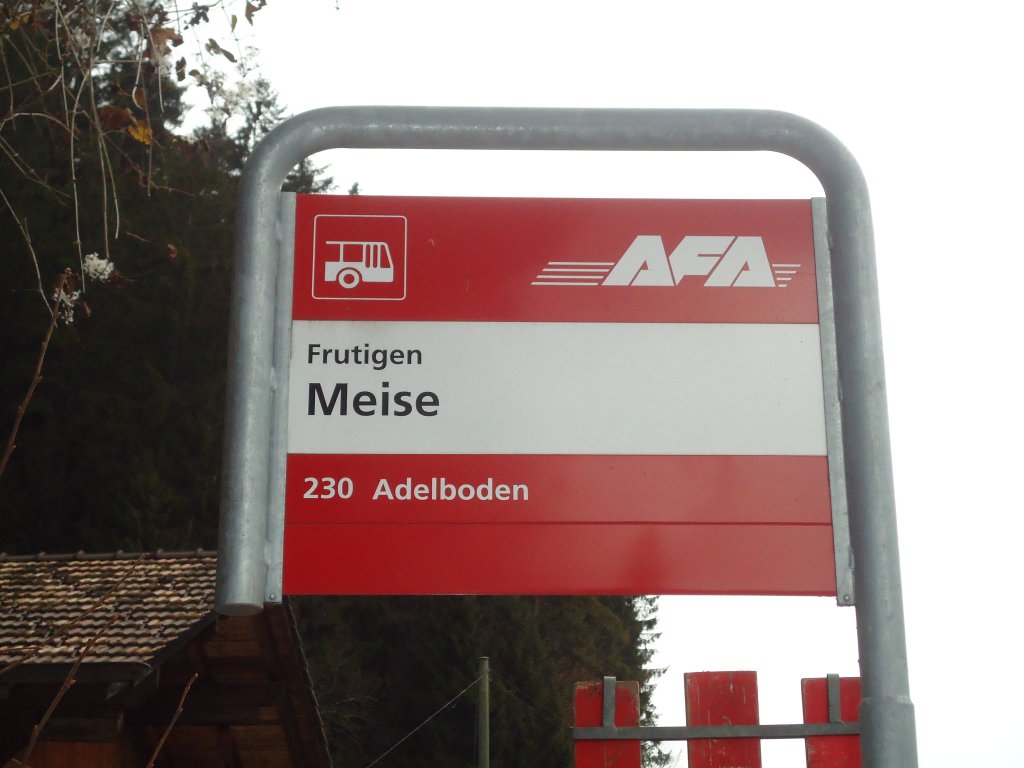 AFA
Frutigen
Meise
230 Adelboden